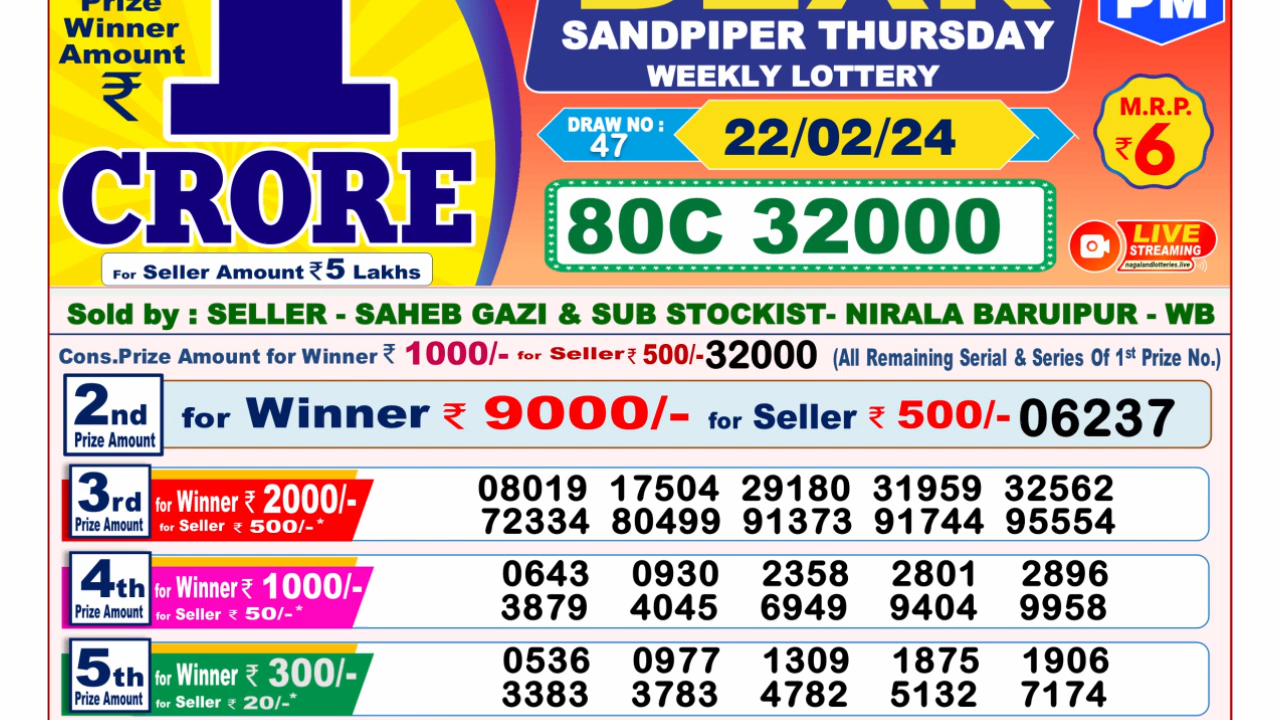 Prize
Winner
Amount
₹
1
CRORE
For Seller Amount ₹5 Lakhs
DEAR
SANDPIPER THURSDAY
WEEKLY LOTTERY
PM
DRAW NO :
47
22/02/24
M.R.P.
₹6
80C 32000
LIVE
STREAMING
nagalandlotteries.live
Sold by : SELLER - SAHEB GAZI & SUB STOCKIST- NIRALA BARUIPUR - WB
Cons.Prize Amount for Winner ₹ 1000/- for Seller ₹ 500/- 32000 (All Remaining Serial & Series Of 1st Prize No.)
2nd
Prize Amount
for Winner ₹ 9000/- for Seller ₹ 500/- 06237
3rd
Prize Amount
for Winner ₹ 2000/-
for Seller ₹ 500/-*
08019 17504 29180 31959 32562
72334 80499 91373 91744 95554
4th
Prize Amount
for Winner ₹ 1000/-
for Seller ₹ 50/-*
0643 0930 2358 2801 2896
3879 4045 6949 9404 9958
5th
Prize Amount
for Winner ₹ 300/-
for Seller ₹ 20/-*
0536 0977 1309 1875 1906
3383 3783 4782 5132 7174